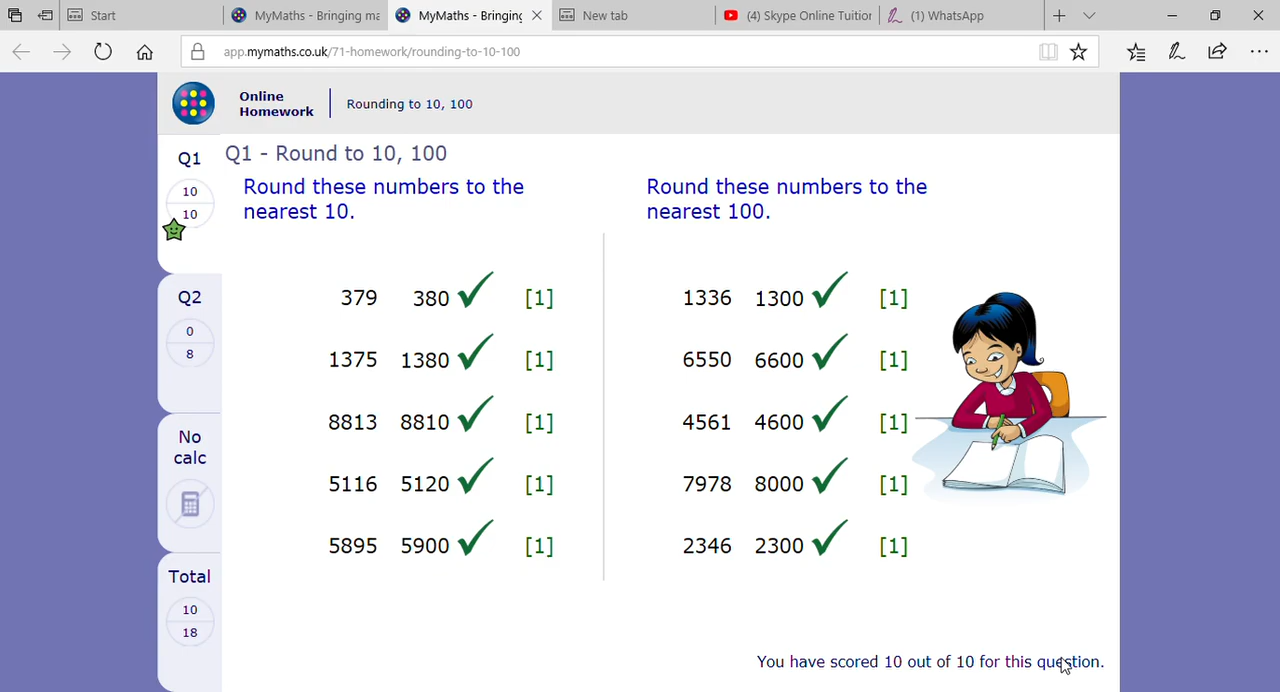 Start
MyMaths - Bringing ma
MyMaths - Bringing
New tab
(4) Skype Online Tuition
(1) WhatsApp
app.mymaths.co.uk/71-homework/rounding-to-10-100
Online
Homework
Rounding to 10, 100
Q1
10
10
Q2
0
8
No
calc
Total
10
18
Q1 - Round to 10, 100
Round these numbers to the
nearest 10.
379 380 [1]
1375 1380 [1]
8813 8810 [1]
5116 5120 [1]
5895 5900 [1]
Round these numbers to the
nearest 100.
1336 1300 [1]
6550 6600 [1]
4561 4600 [1]
7978 8000 [1]
2346 2300 [1]
You have scored 10 out of 10 for this question.